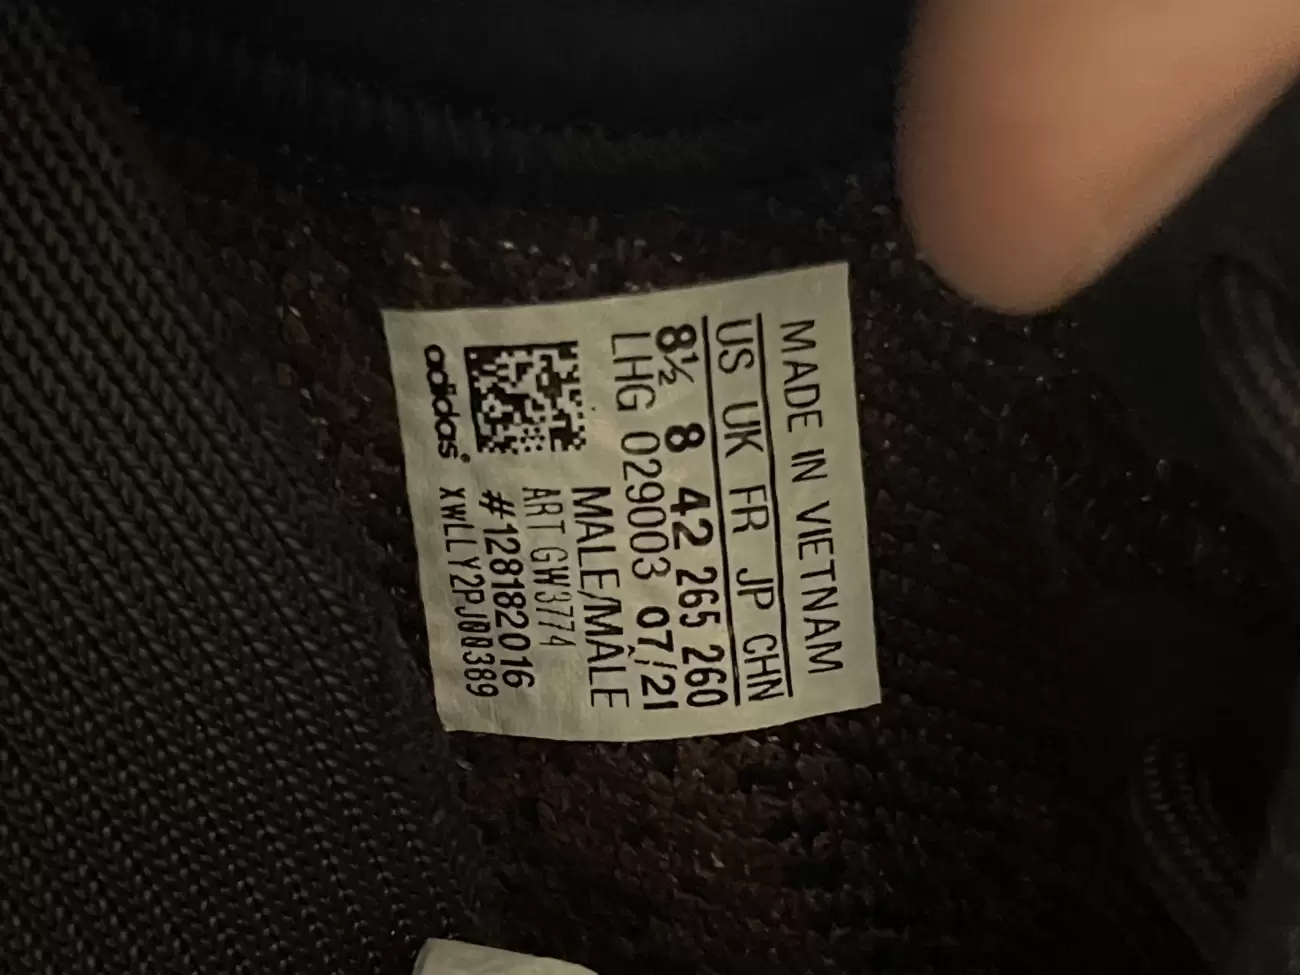 MADE IN VIETNAM
US UK FR JP CHN
8½ 8 42 265 260
LHG 029003 07/21
MALE/MÂLE
ART GW3774
#128182016
adidas® XWLLY2PJ00389